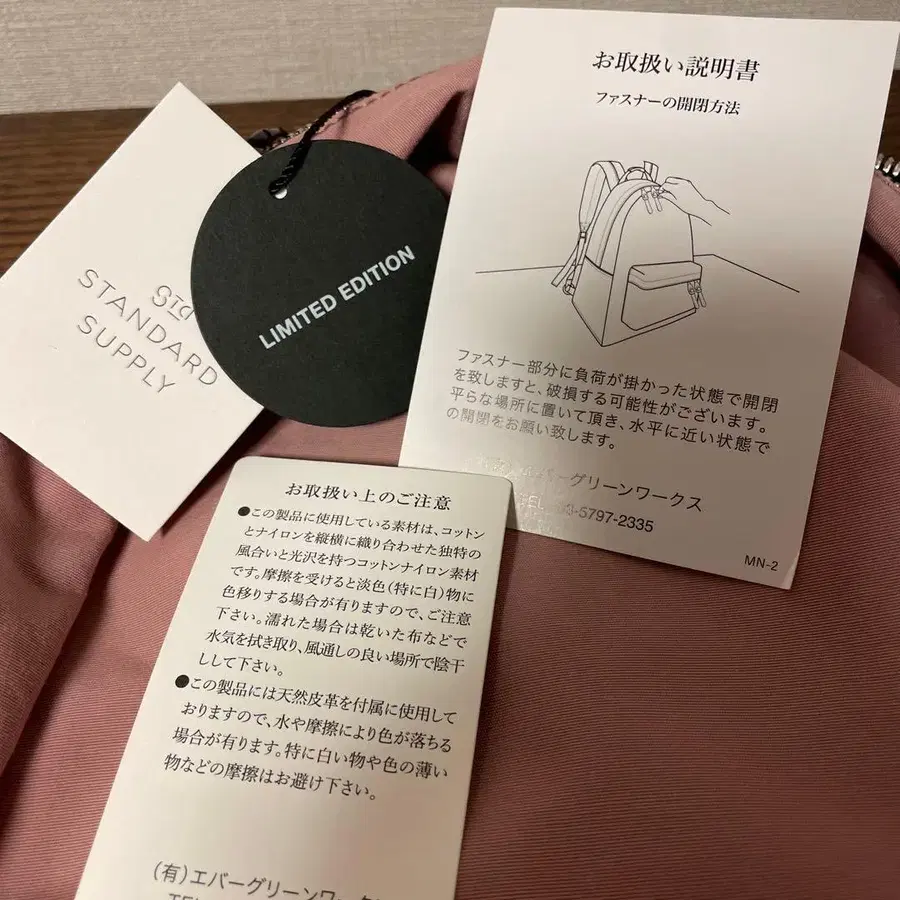 Std
STANDARD
SUPPLY
LIMITED EDITION
お取扱い説明書
ファスナーの開閉方法
ファスナー部分に負荷が掛かった状態で開閉
を致しますと、破損する可能性がございます。
平らな場所に置いて頂き、水平に近い状態で
の開閉をお願い致します。
エバーグリーンワークス
TEL 03-5797-2335
MN-2
お取扱い上のご注意
●この製品に使用している素材は、コットン
とナイロンを縦横に織り合わせた独特の
風合いと光沢を持つコットンナイロン素材
です。摩擦を受けると淡色(特に白)物に
色移りする場合が有りますので、ご注意
下さい。濡れた場合は乾いた布などで
水気を拭き取り、風通しの良い場所で陰干
しして下さい。
●この製品には天然皮革を付属に使用して
おりますので、水や摩擦により色が落ちる
場合が有ります。特に白い物や色の薄い
物などの摩擦はお避け下さい。
(有)エバーグリーンワーク
TEL